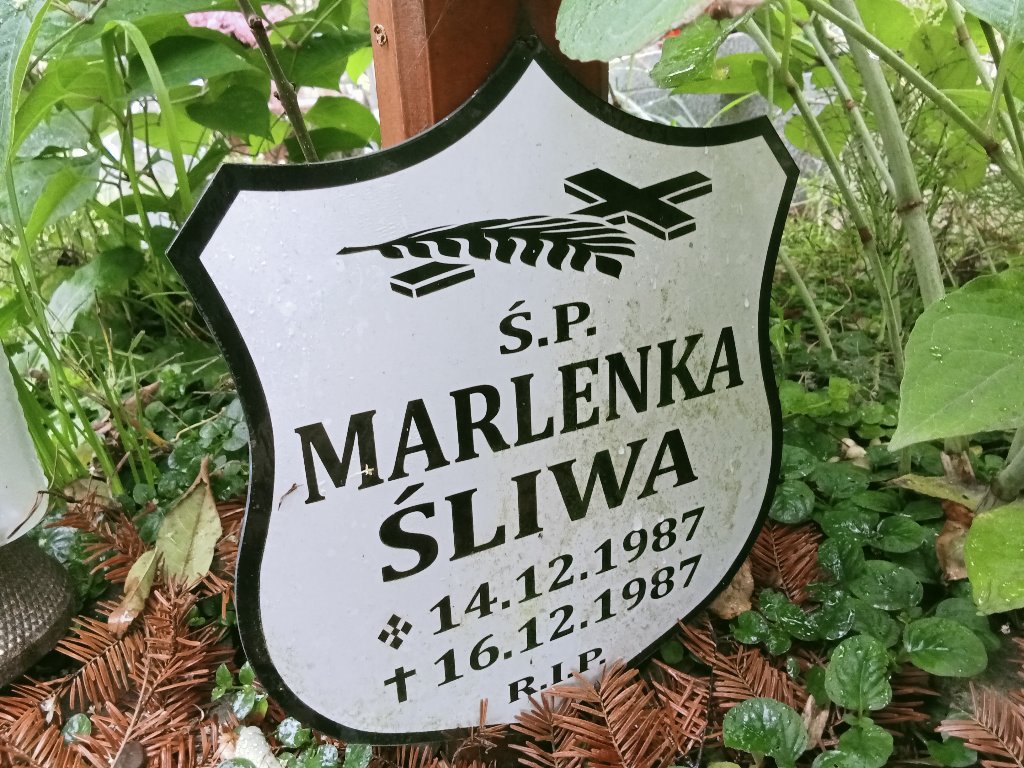 Ś.P.
MARLENKA
ŚLIWA
14.12.1987
16.12.1987
R.I.P.